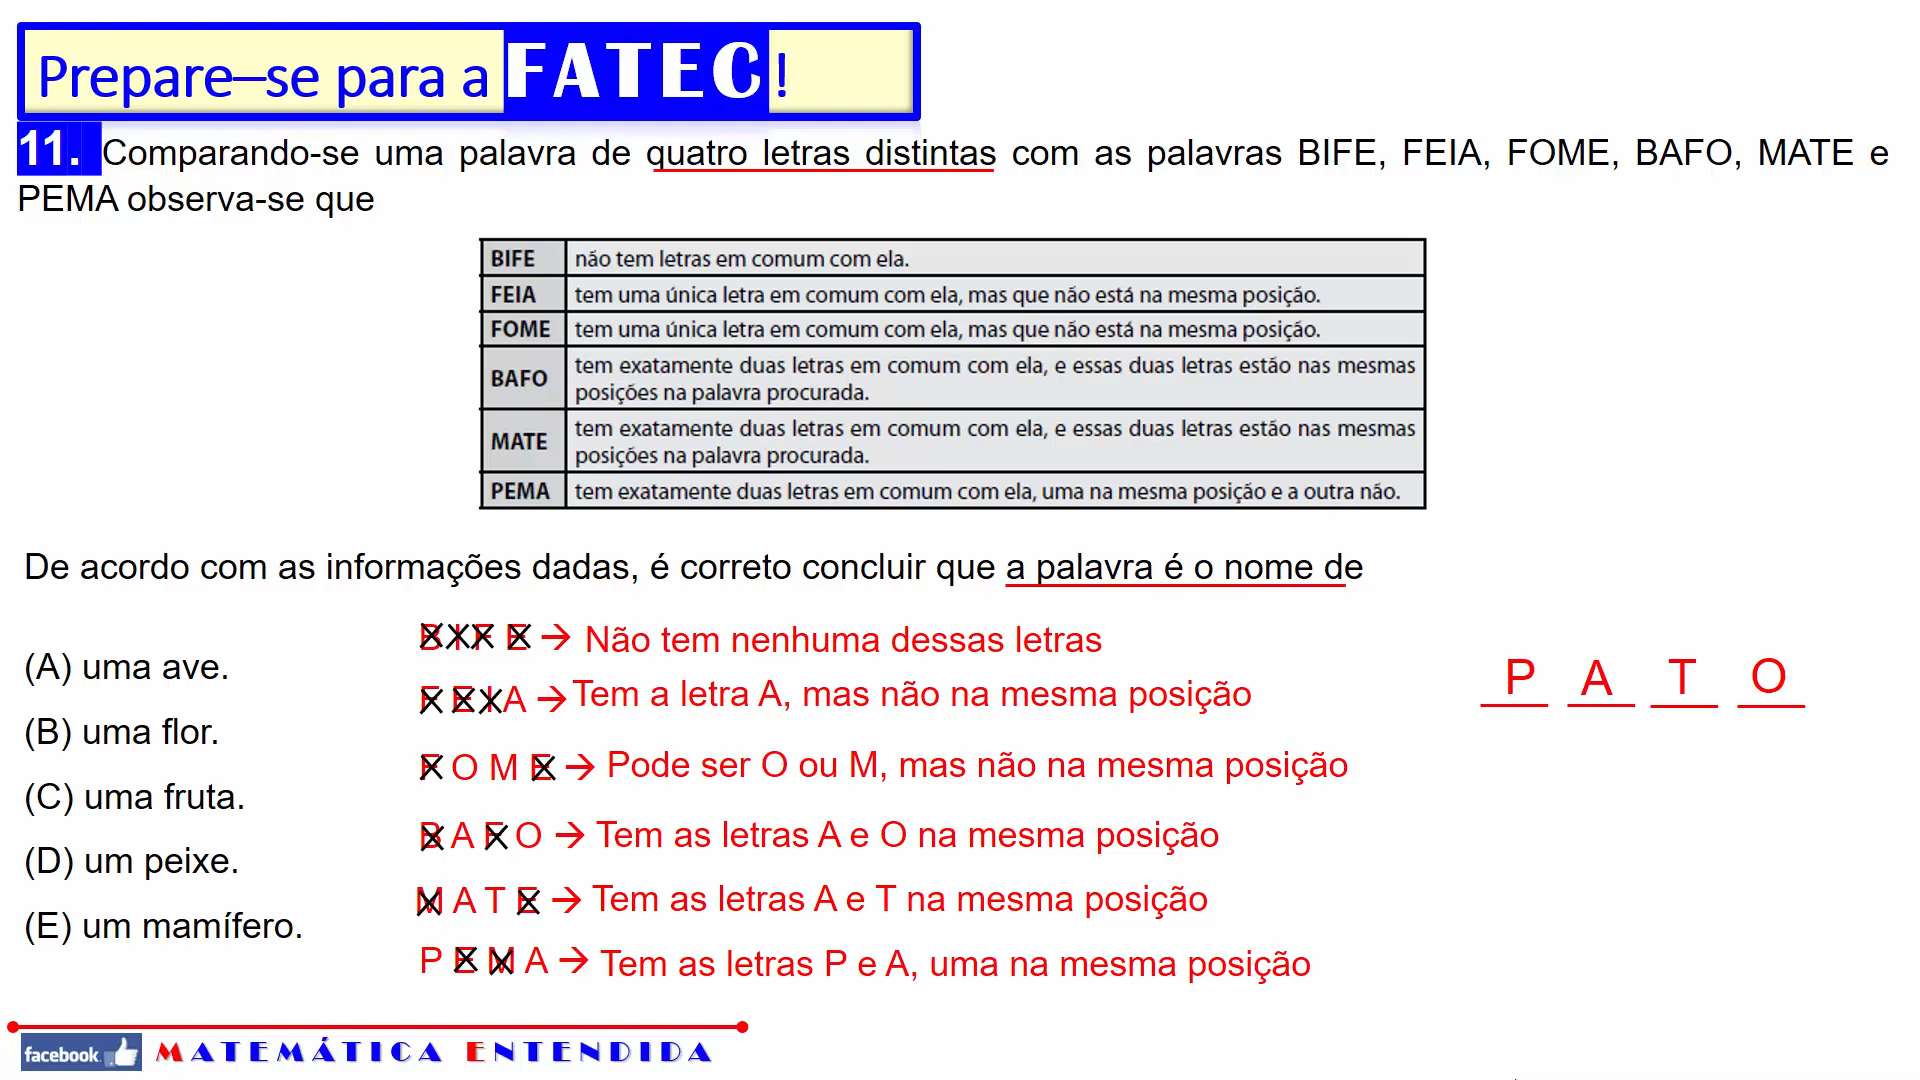 Prepare–se para a FATEC!
11. Comparando-se uma palavra de quatro letras distintas com as palavras BIFE, FEIA, FOME, BAFO, MATE e
PEMA observa-se que
BIFE não tem letras em comum com ela.
FEIA tem uma única letra em comum com ela, mas que não está na mesma posição.
FOME tem uma única letra em comum com ela, mas que não está na mesma posição.
BAFO tem exatamente duas letras em comum com ela, e essas duas letras estão nas mesmas
posições na palavra procurada.
MATE tem exatamente duas letras em comum com ela, e essas duas letras estão nas mesmas
posições na palavra procurada.
PEMA tem exatamente duas letras em comum com ela, uma na mesma posição e a outra não.
De acordo com as informações dadas, é correto concluir que a palavra é o nome de
(A) uma ave.
(B) uma flor.
(C) uma fruta.
(D) um peixe.
(E) um mamífero.
B I F E → Não tem nenhuma dessas letras
F E I A → Tem a letra A, mas não na mesma posição
F O M E → Pode ser O ou M, mas não na mesma posição
B A F O → Tem as letras A e O na mesma posição
M A T E → Tem as letras A e T na mesma posição
P E M A → Tem as letras P e A, uma na mesma posição
P A T O
facebook MATEMÁTICA ENTENDIDA